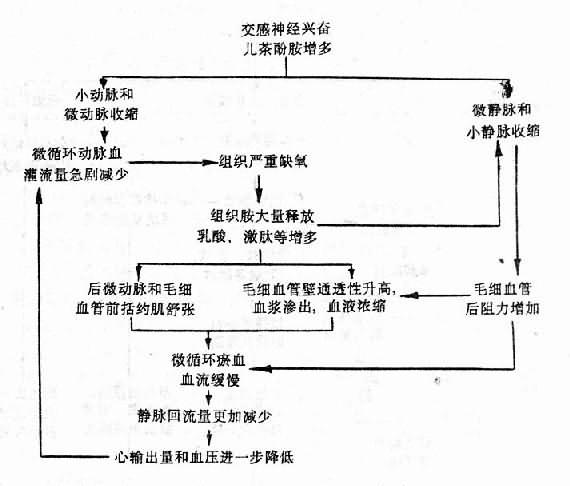 交感神经兴奋
儿茶酚胺增多
小动脉和
微动脉收缩
微静脉和
小静脉收缩
微循环动脉血
灌流量急剧减少
组织严重缺氧
组织胺大量释放
乳酸、激肽等增多
后微动脉和毛细
血管前括约肌舒张
毛细血管壁通透性升高,
血浆渗出, 血液浓缩
毛细血管
后阻力增加
微循环瘀血
血流缓慢
静脉回流量更加减少
心输出量和血压进一步降低